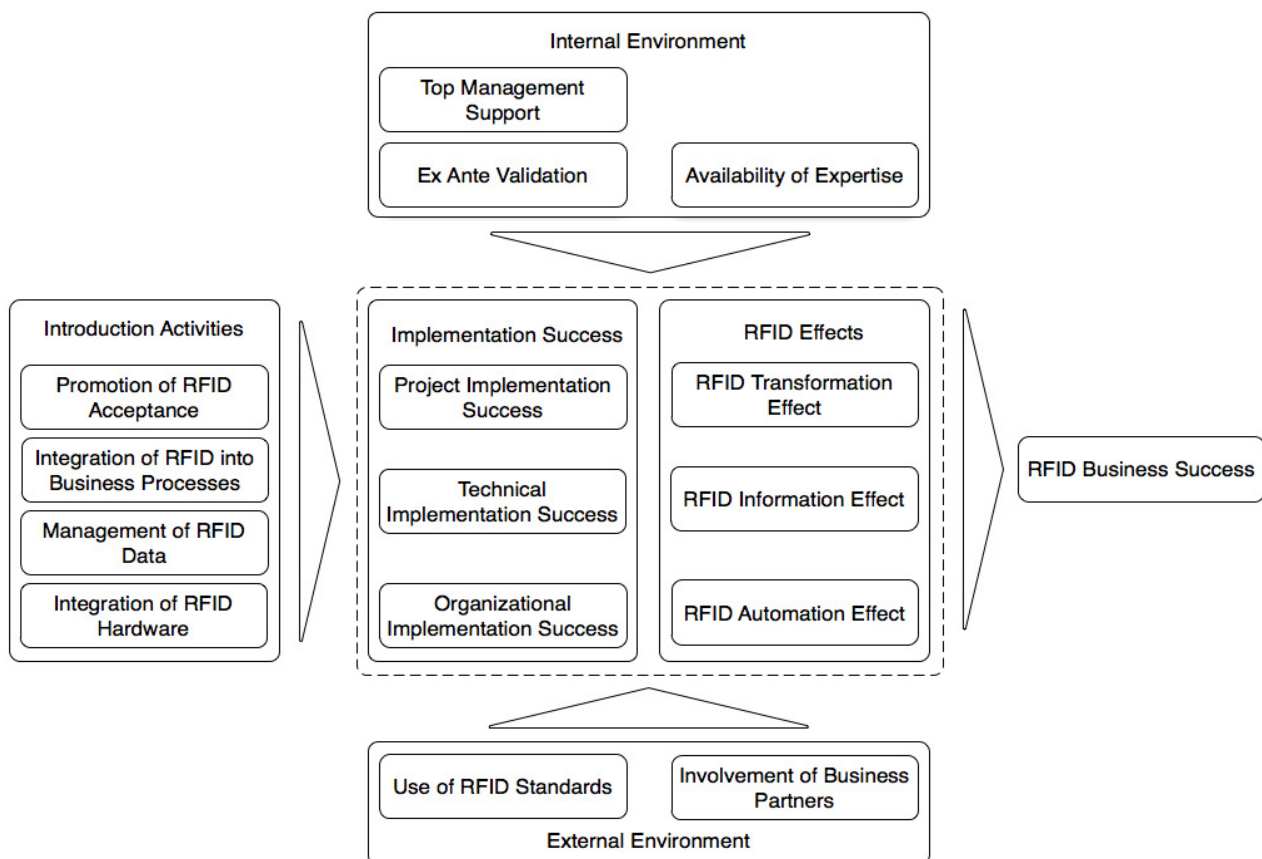 Internal Environment
Top Management
Support
Ex Ante Validation
Availability of Expertise
Introduction Activities
Promotion of RFID
Acceptance
Integration of RFID into
Business Processes
Management of RFID
Data
Integration of RFID
Hardware
Implementation Success
Project Implementation
Success
Technical
Implementation Success
Organizational
Implementation Success
RFID Effects
RFID Transformation
Effect
RFID Information Effect
RFID Automation Effect
RFID Business Success
Use of RFID Standards
Involvement of Business
Partners
External Environment